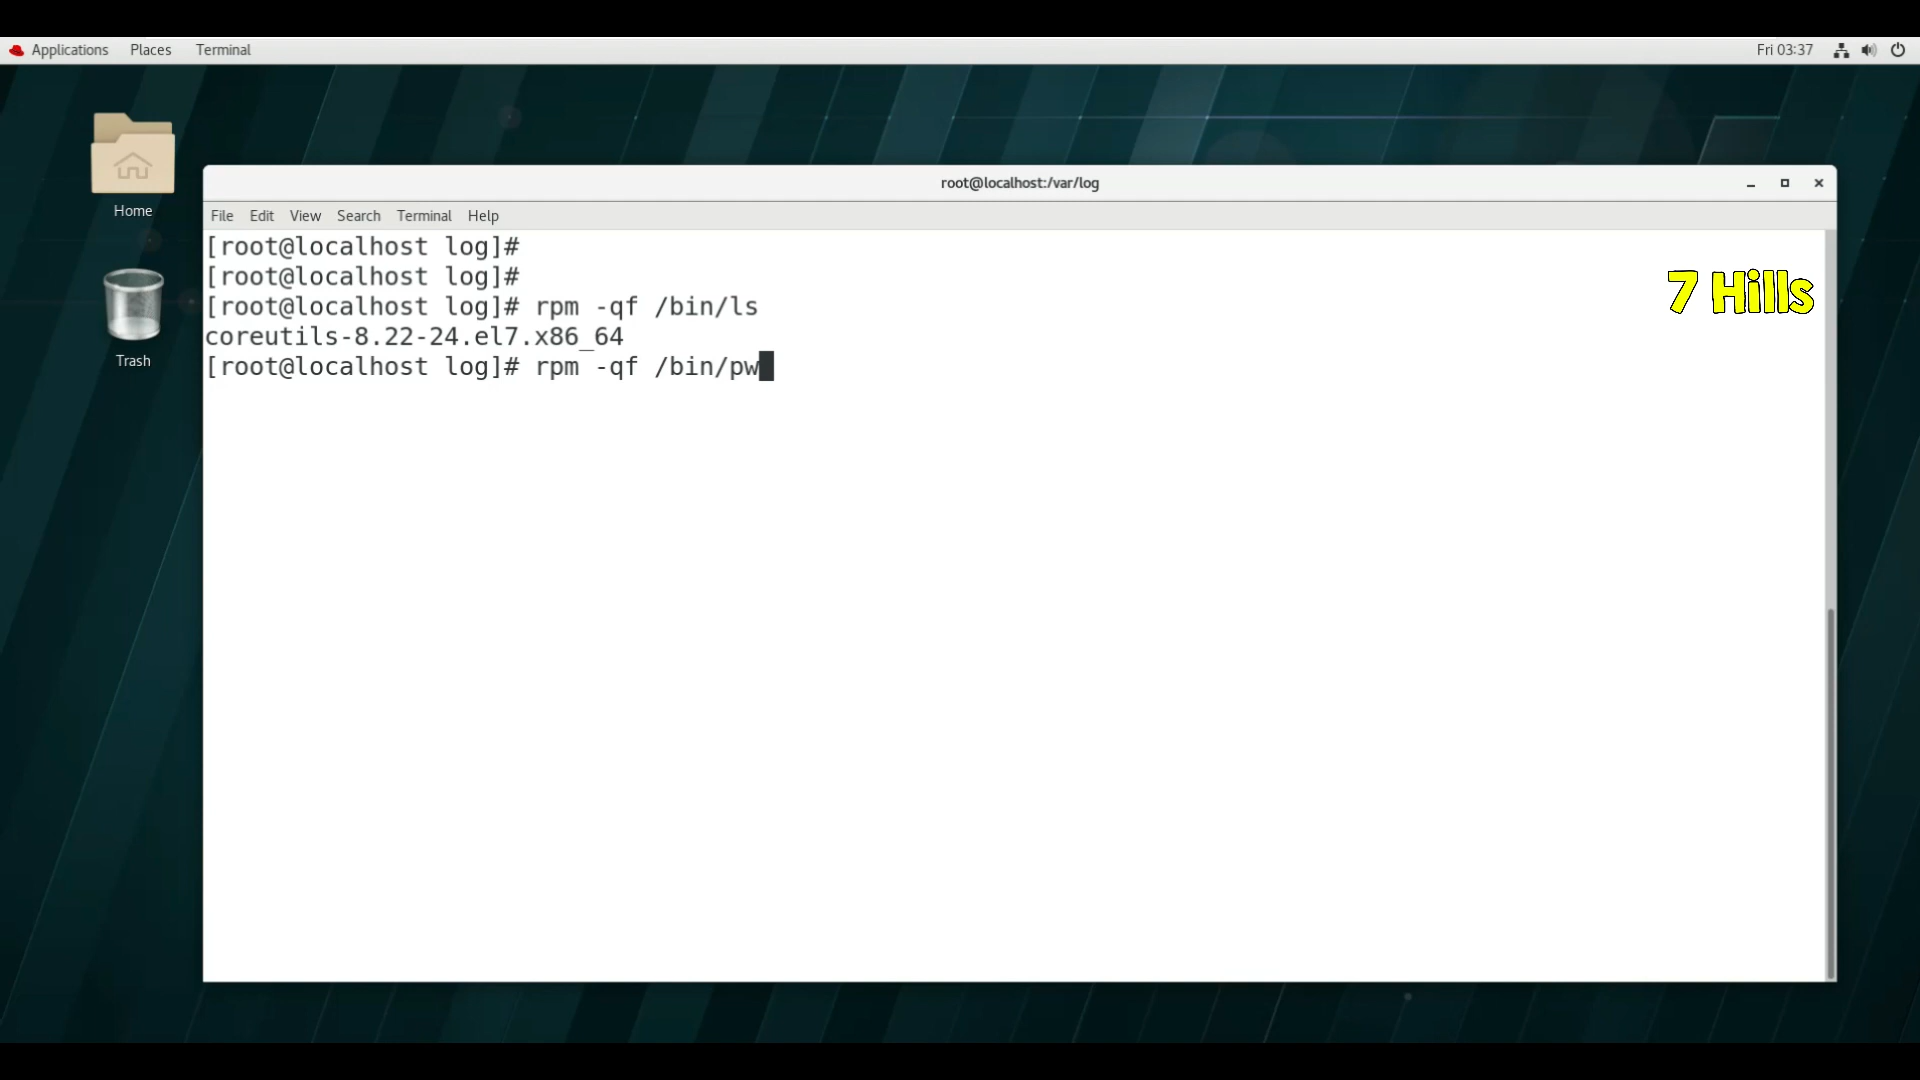 Applications Places Terminal Fri 03:37
Home
Trash
root@localhost:/var/log
File Edit View Search Terminal Help
[root@localhost log]#
[root@localhost log]#
[root@localhost log]# rpm -qf /bin/ls
coreutils-8.22-24.el7.x86_64
[root@localhost log]# rpm -qf /bin/pw
7 Hills